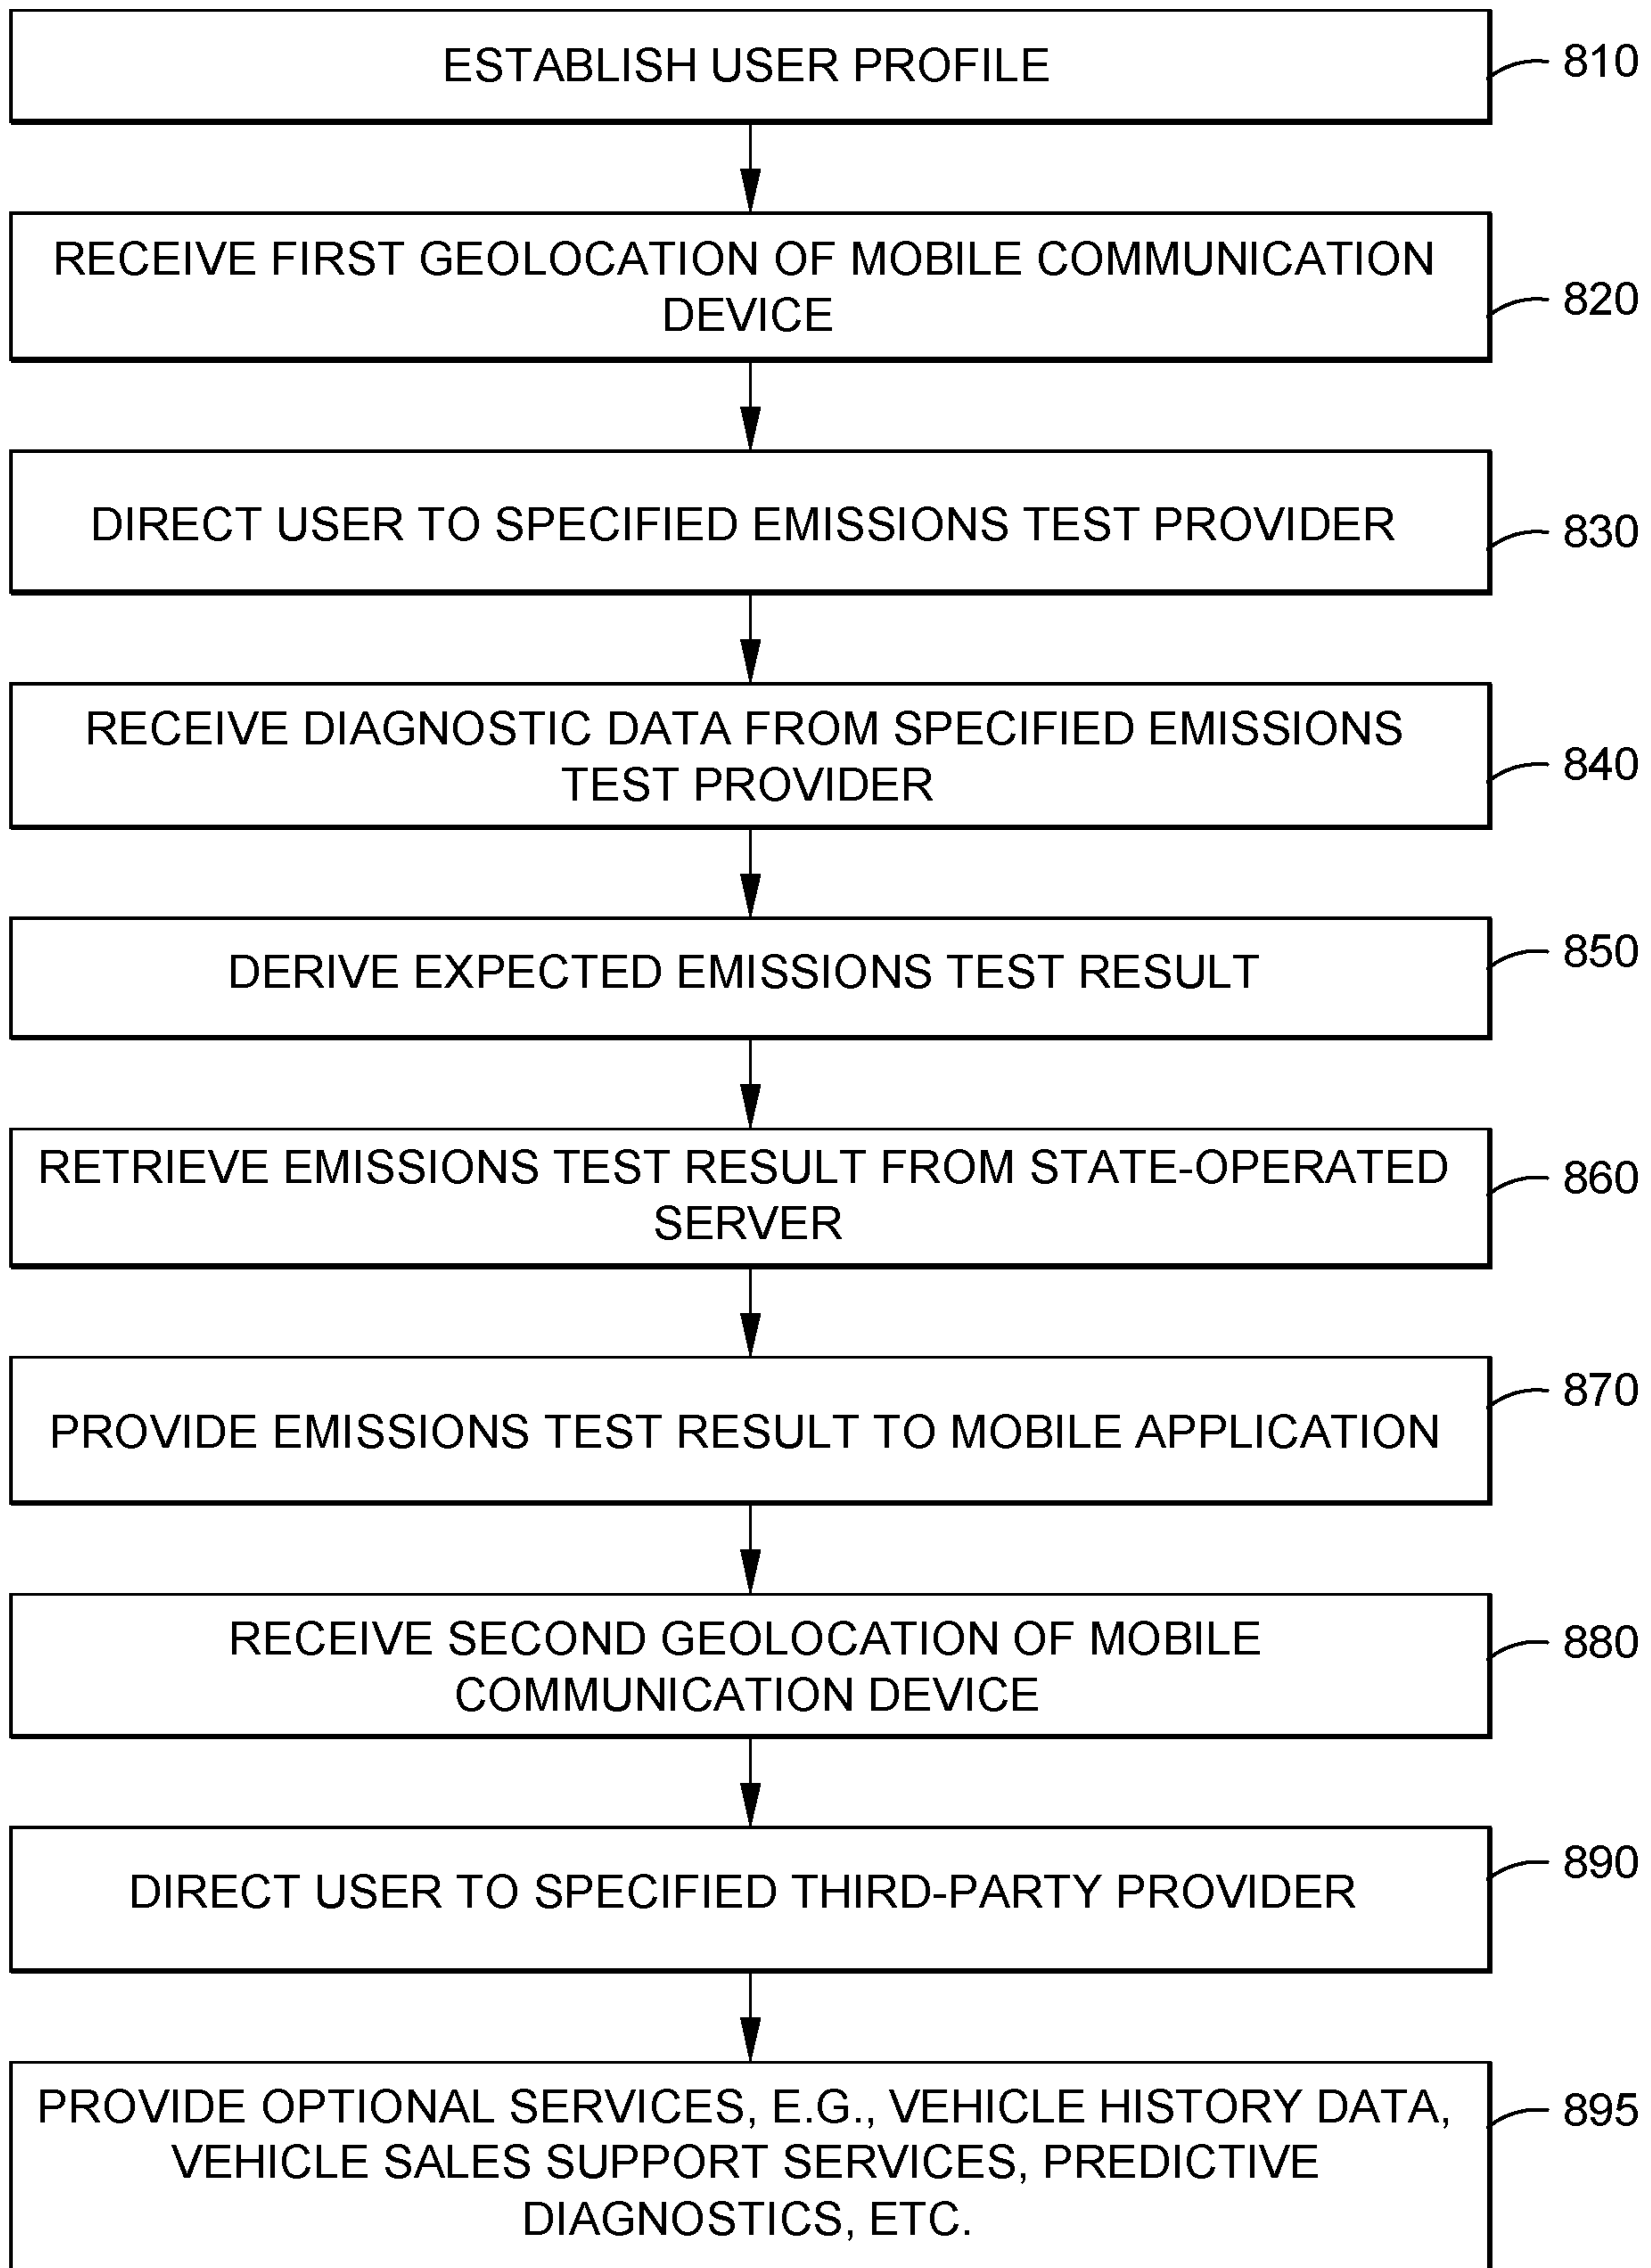 ESTABLISH USER PROFILE
810
RECEIVE FIRST GEOLOCATION OF MOBILE COMMUNICATION
DEVICE
820
DIRECT USER TO SPECIFIED EMISSIONS TEST PROVIDER
830
RECEIVE DIAGNOSTIC DATA FROM SPECIFIED EMISSIONS
TEST PROVIDER
840
DERIVE EXPECTED EMISSIONS TEST RESULT
850
RETRIEVE EMISSIONS TEST RESULT FROM STATE-OPERATED
SERVER
860
PROVIDE EMISSIONS TEST RESULT TO MOBILE APPLICATION
870
RECEIVE SECOND GEOLOCATION OF MOBILE
COMMUNICATION DEVICE
880
DIRECT USER TO SPECIFIED THIRD-PARTY PROVIDER
890
PROVIDE OPTIONAL SERVICES, E.G., VEHICLE HISTORY DATA,
VEHICLE SALES SUPPORT SERVICES, PREDICTIVE
DIAGNOSTICS, ETC.
895